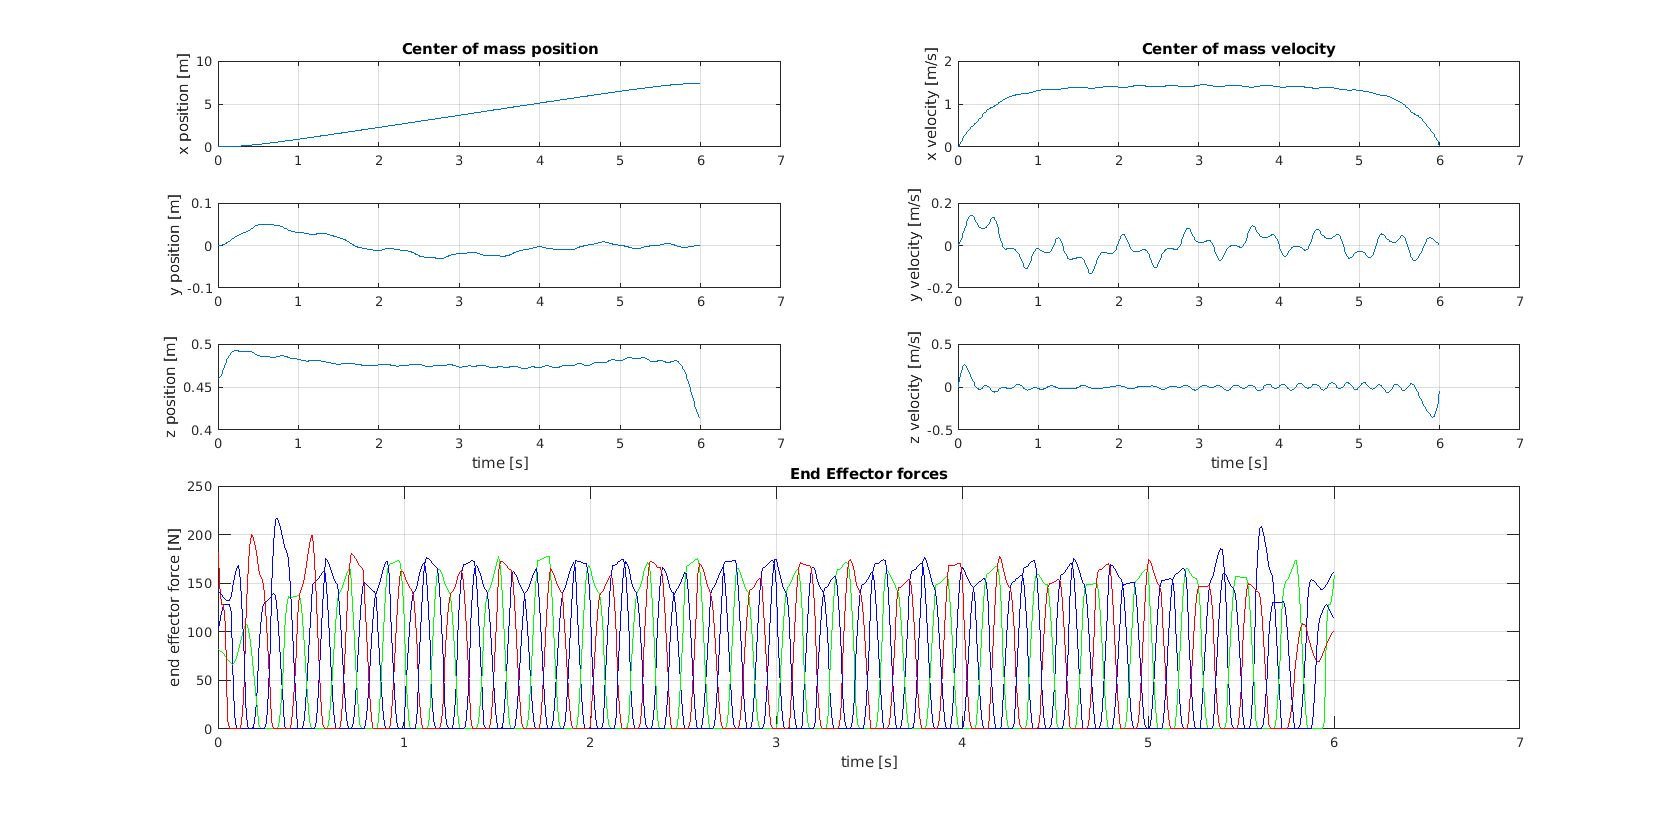 Center of mass position
x position [m]
10
5
0
0 1 2 3 4 5 6 7
Center of mass velocity
x velocity [m/s]
2
1
0
0 1 2 3 4 5 6 7
y position [m]
0.1
0
-0.1
0 1 2 3 4 5 6 7
y velocity [m/s]
0.2
0
-0.2
0 1 2 3 4 5 6 7
z position [m]
0.5
0.45
0.4
0 1 2 3 4 5 6 7
time [s]
z velocity [m/s]
0.5
0
-0.5
0 1 2 3 4 5 6 7
time [s]
End Effector forces
end effector force [N]
250
200
150
100
50
0
0 1 2 3 4 5 6 7
time [s]